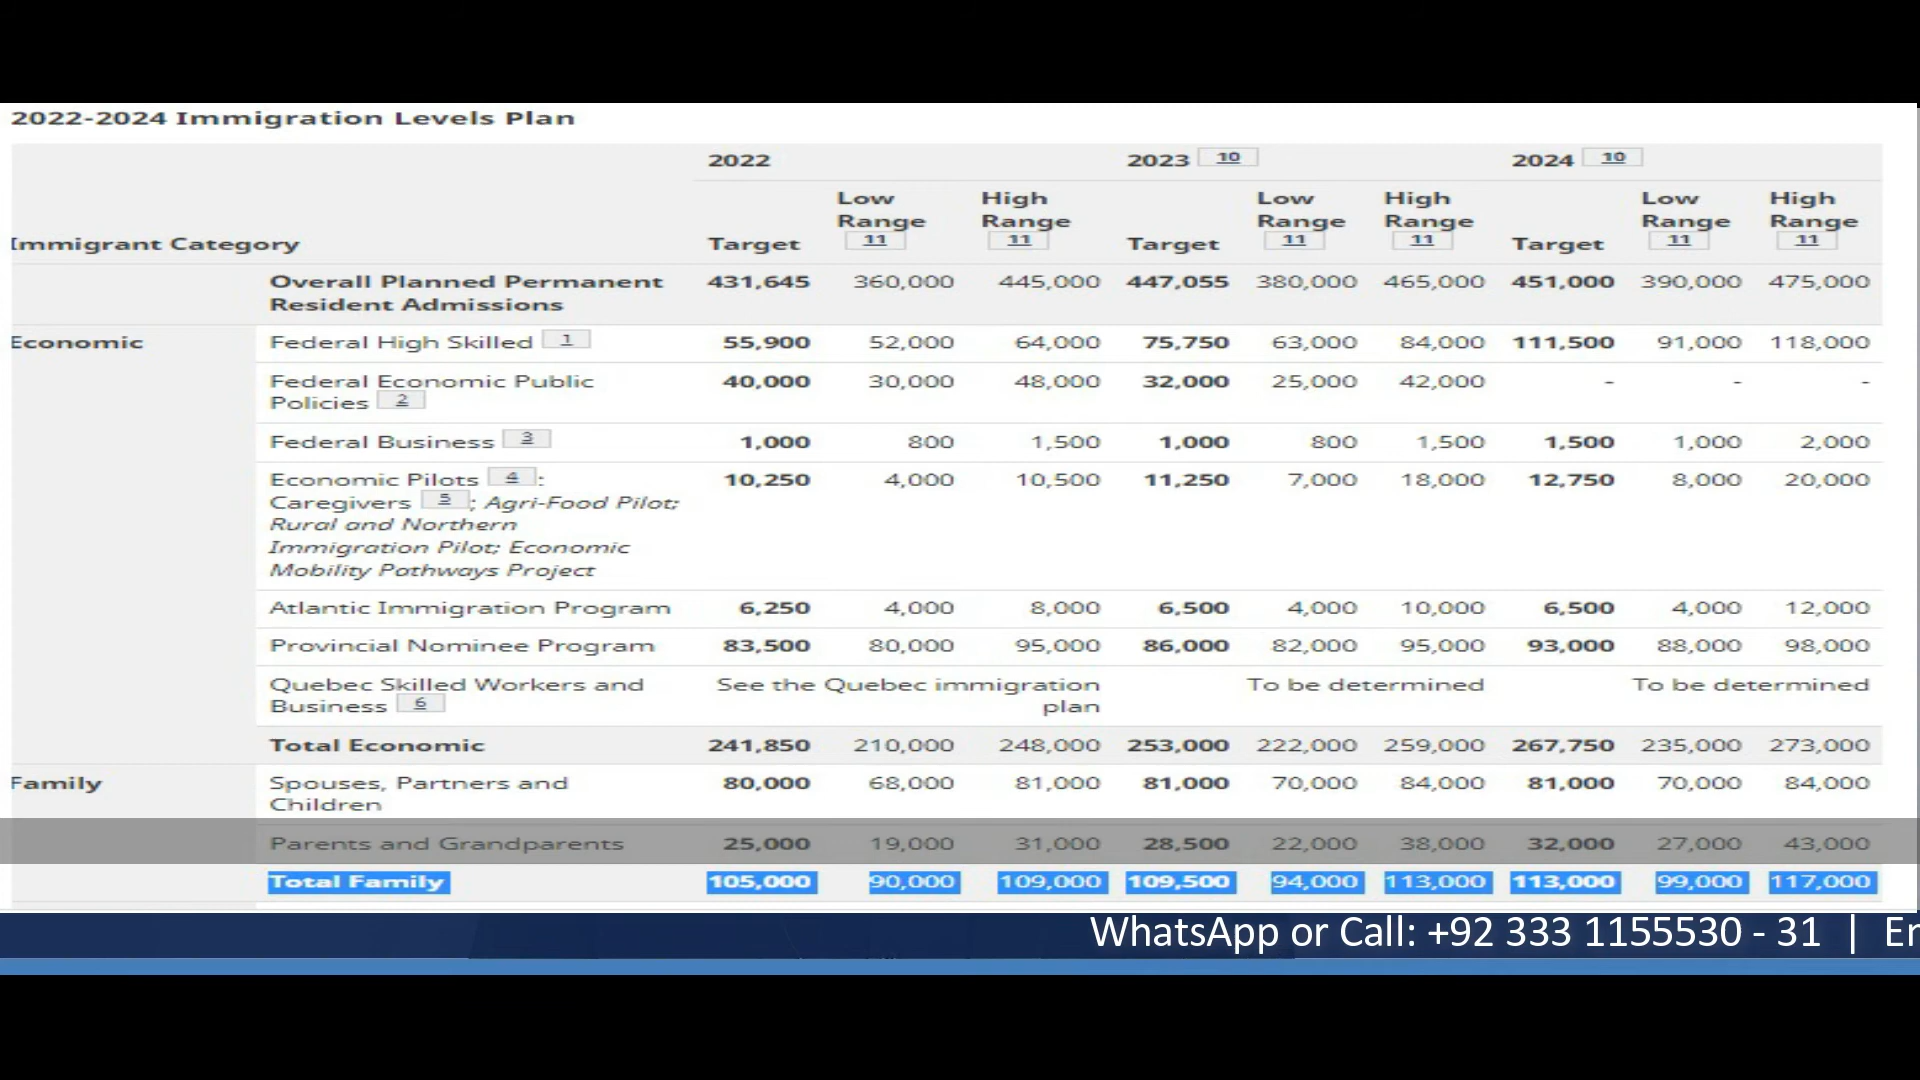 2022-2024 Immigration Levels Plan
2022 2023 10 2024 10
Immigrant Category Target Low Range 11 High Range 11 Target Low Range 11 High Range 11 Target Low Range 11 High Range 11
Overall Planned Permanent Resident Admissions 431,645 360,000 445,000 447,055 380,000 465,000 451,000 390,000 475,000
Economic Federal High Skilled 1 55,900 52,000 64,000 75,750 63,000 84,000 111,500 91,000 118,000
Federal Economic Public Policies 2 40,000 30,000 48,000 32,000 25,000 42,000 - - -
Federal Business 3 1,000 800 1,500 1,000 800 1,500 1,500 1,000 2,000
Economic Pilots 4 : 10,250 4,000 10,500 11,250 7,000 18,000 12,750 8,000 20,000
Caregivers 5 ; Agri-Food Pilot;
Rural and Northern
Immigration Pilot; Economic
Mobility Pathways Project
Atlantic Immigration Program 6,250 4,000 8,000 6,500 4,000 10,000 6,500 4,000 12,000
Provincial Nominee Program 83,500 80,000 95,000 86,000 82,000 95,000 93,000 88,000 98,000
Quebec Skilled Workers and Business 6 See the Quebec immigration plan To be determined To be determined
Total Economic 241,850 210,000 248,000 253,000 222,000 259,000 267,750 235,000 273,000
Family Spouses, Partners and Children 80,000 68,000 81,000 81,000 70,000 84,000 81,000 70,000 84,000
Parents and Grandparents 25,000 19,000 31,000 28,500 22,000 38,000 32,000 27,000 43,000
Total Family 105,000 90,000 109,000 109,500 94,000 113,000 113,000 99,000 117,000
WhatsApp or Call: +92 333 1155530 - 31 |